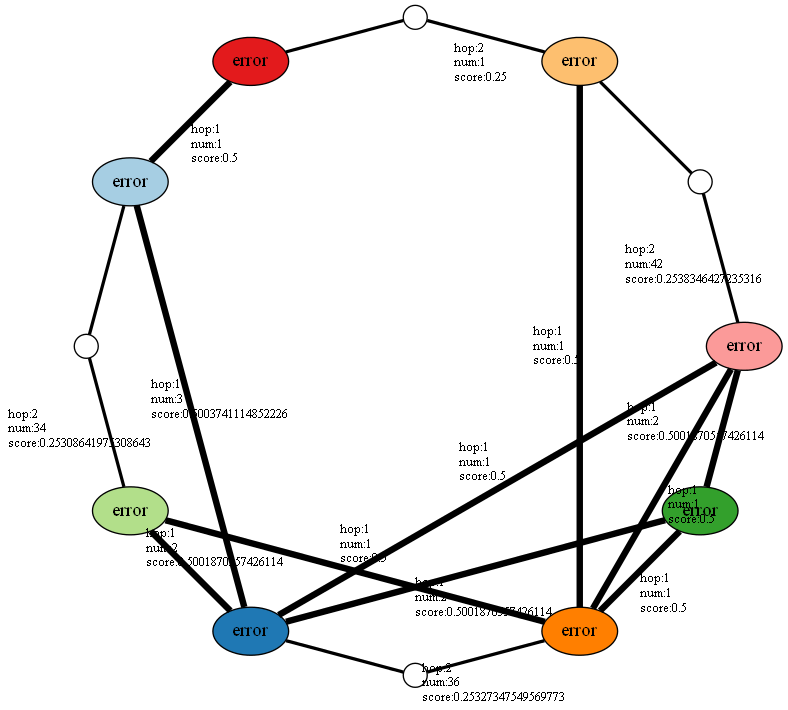 error
error
hop:2
num:1
score:0.25
hop:1
num:1
score:0.5
error
hop:2
num:42
score:0.2538346427235316
hop:1
num:1
score:0.5
error
hop:1
num:3
score:0.5003741114852226
hop:2
num:34
score:0.25308641975308643
hop:1
num:2
score:0.5001870557426114
hop:1
num:1
score:0.5
error
hop:1
num:1
score:0.5
error
hop:1
num:2
score:0.5001870557426114
hop:1
num:1
score:0.5
hop:1
num:2
score:0.5001870557426114
hop:1
num:1
score:0.5
error
error
hop:2
num:36
score:0.25327347549569773